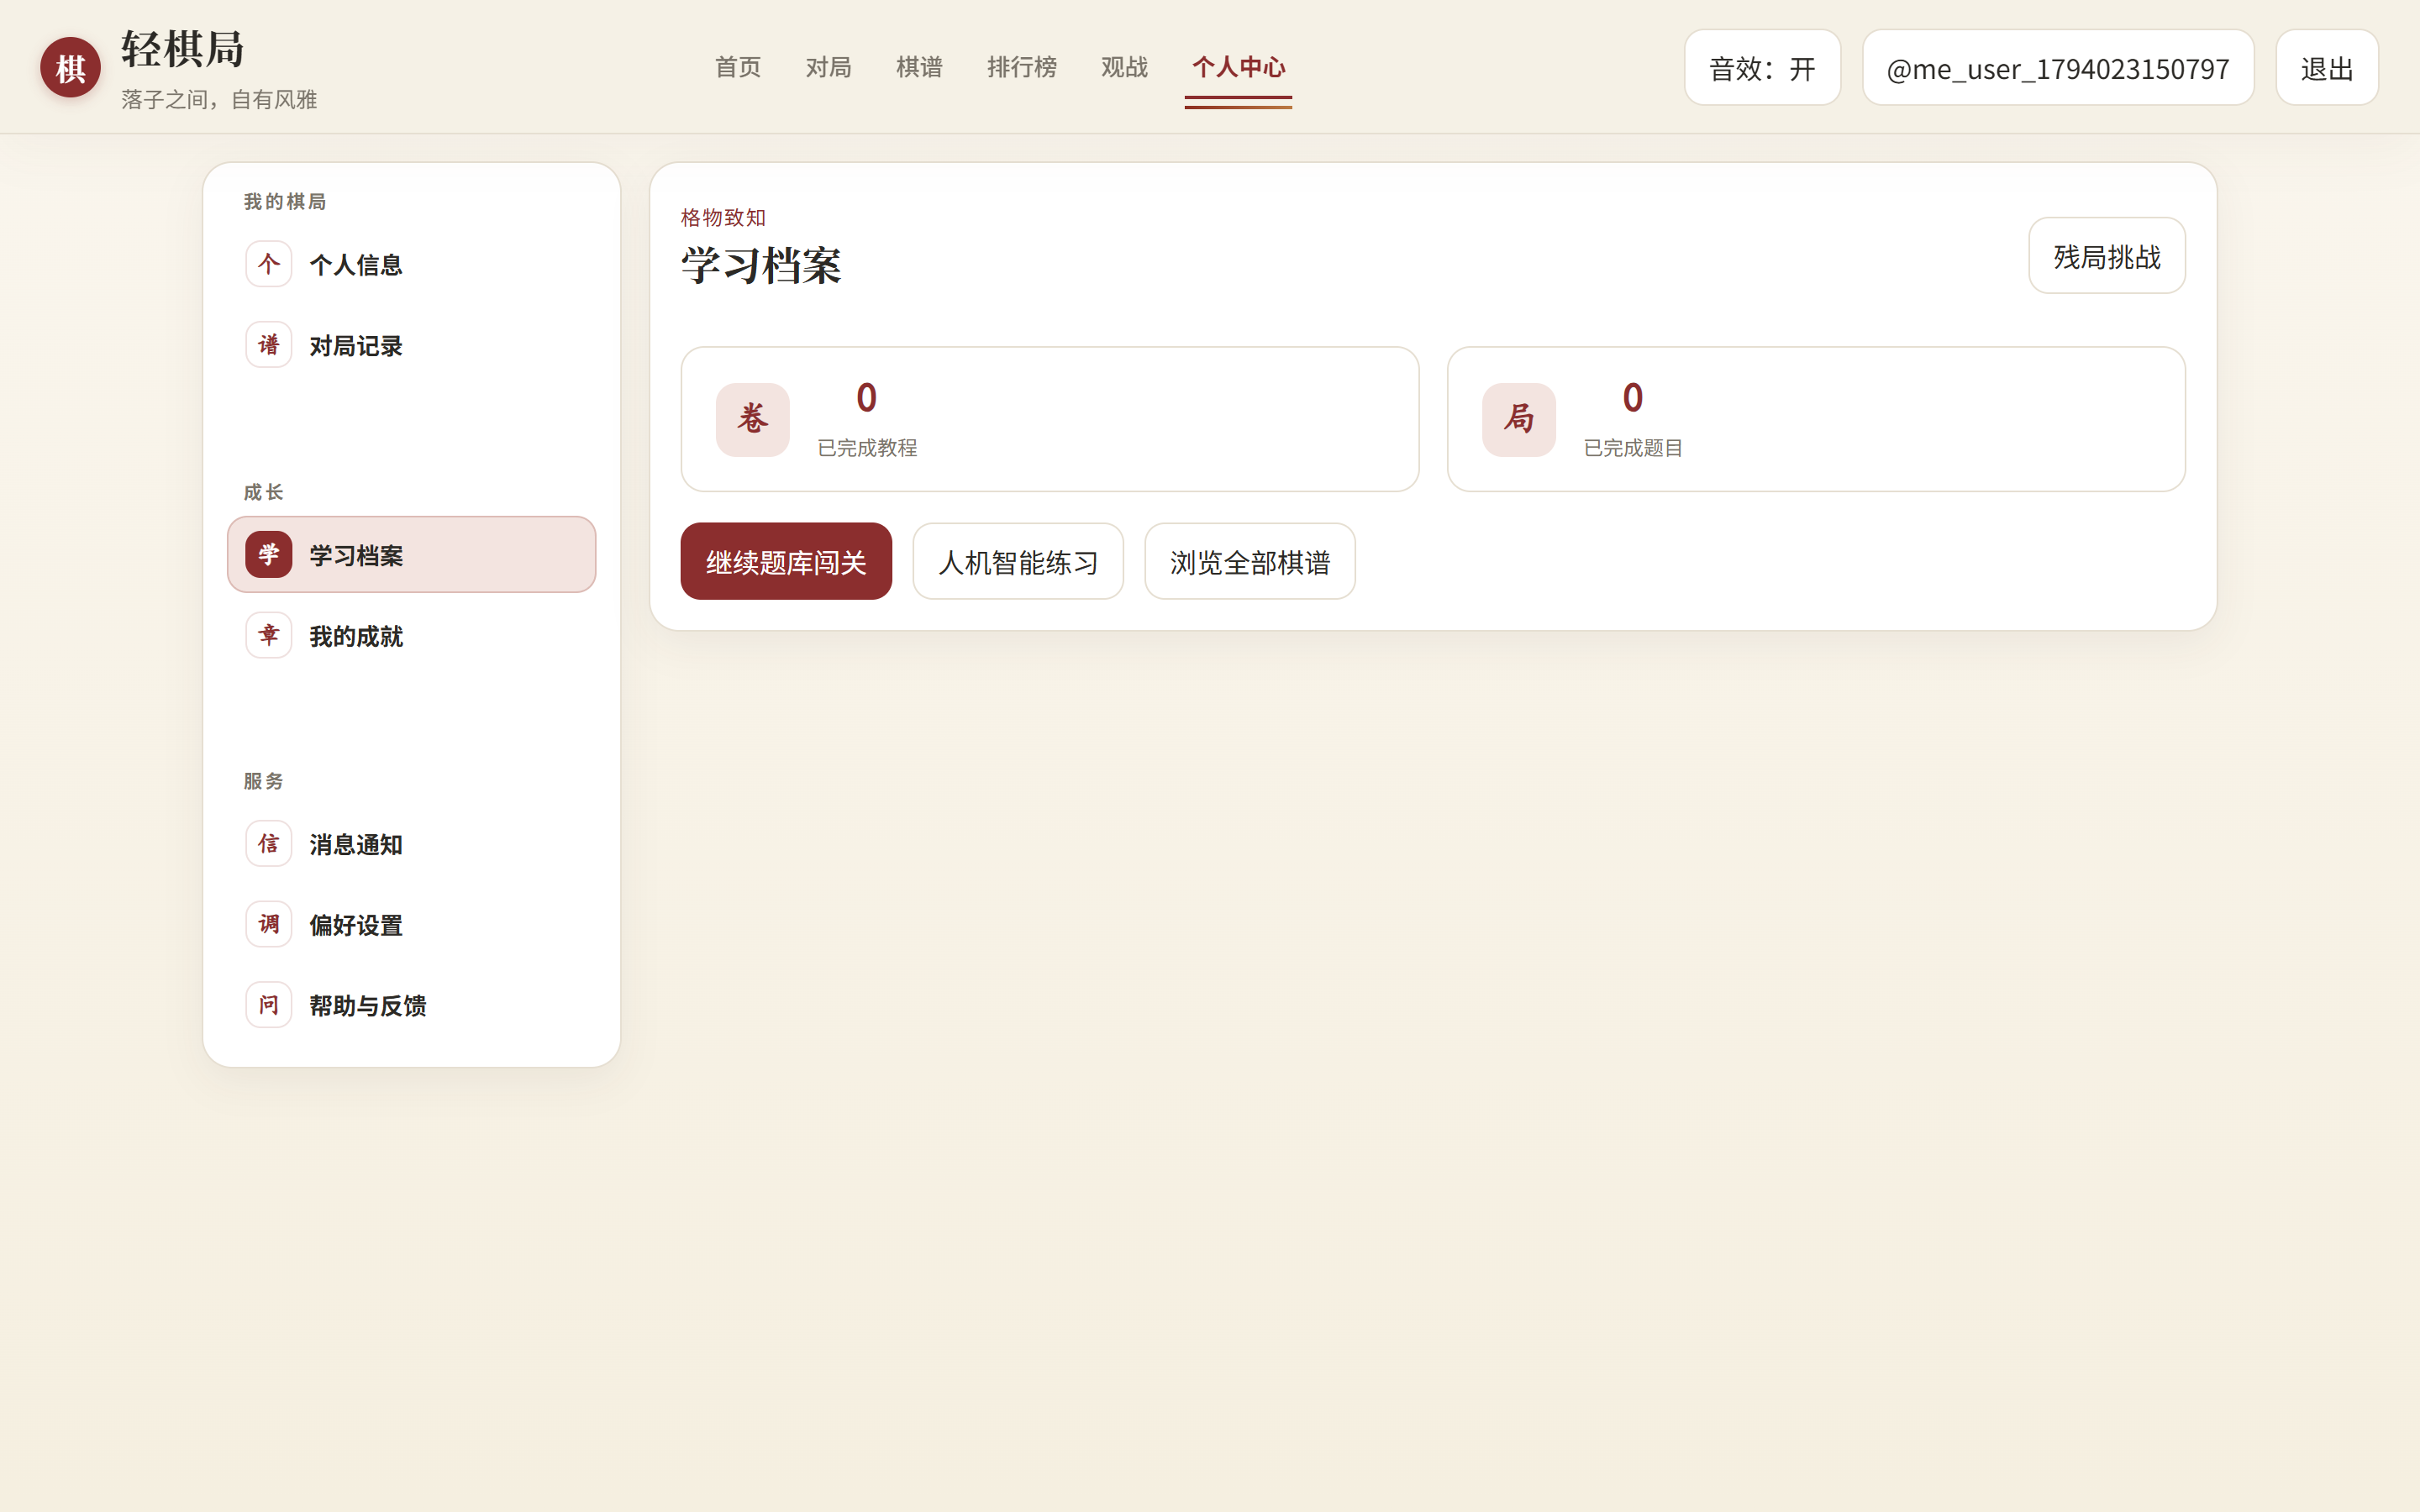 棋
轻棋局
落子之间，自有风雅
首页
对局
棋谱
排行榜
观战
个人中心
音效：开
@me_user_1794023150797
退出
我的棋局
个 个人信息
谱 对局记录
成长
学 学习档案
章 我的成就
服务
信 消息通知
调 偏好设置
问 帮助与反馈
格物致知
学习档案
残局挑战
卷
0
已完成教程
局
0
已完成题目
继续题库闯关
人机智能练习
浏览全部棋谱